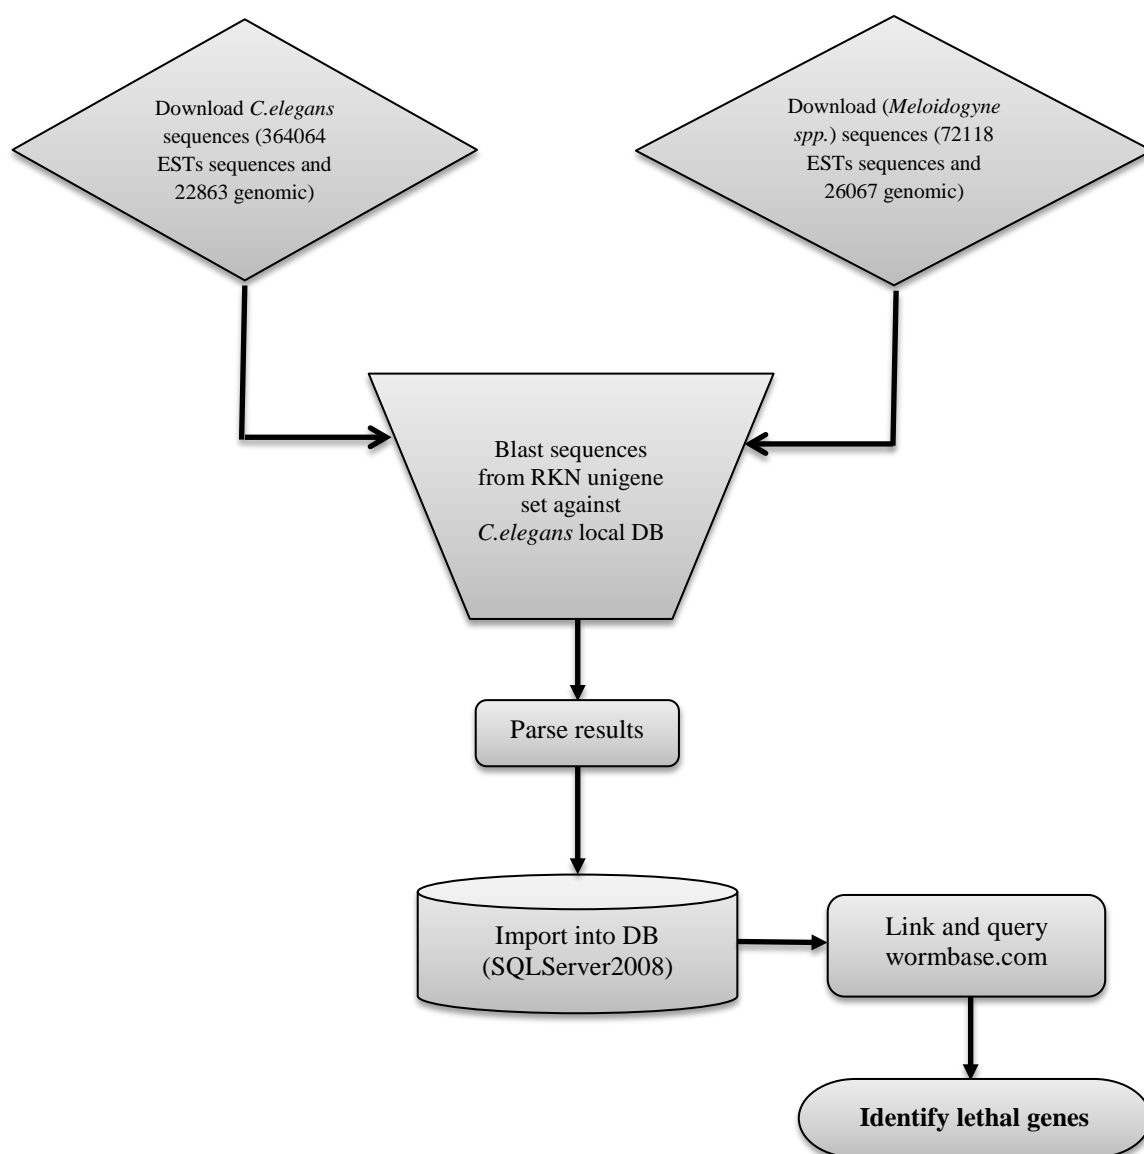 Download C.elegans
sequences (364064
ESTs sequences and
22863 genomic)
Download (Meloidogyne
spp.) sequences (72118
ESTs sequences and
26067 genomic)
Blast sequences
from RKN unigene
set against
C.elegans local DB
Parse results
Import into DB
(SQLServer2008)
Link and query
wormbase.com
Identify lethal genes